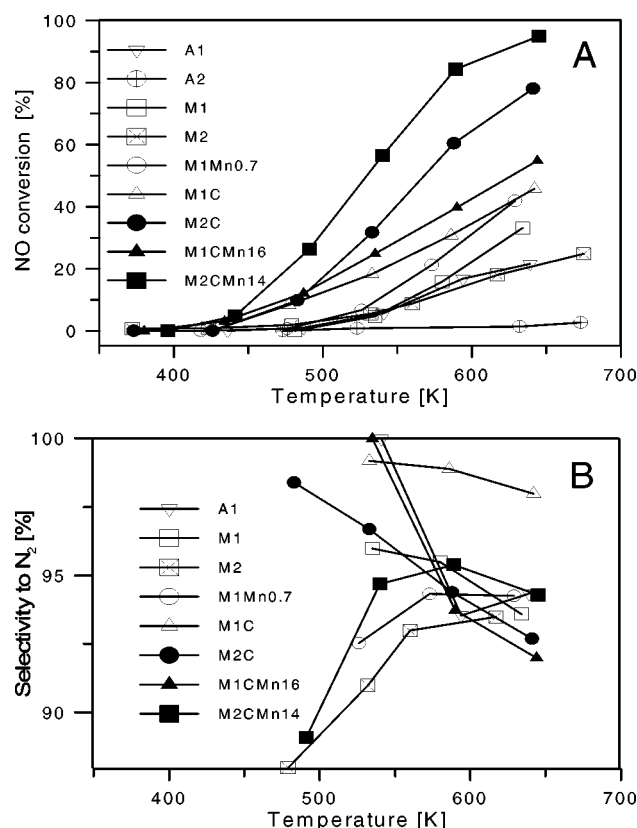 100
80
60
40
20
0
NO conversion [%]
A1
A2
M1
M2
M1Mn0.7
M1C
M2C
M1CMn16
M2CMn14
A
400
500
600
700
Temperature [K]
100
95
90
Selectivity to N2 [%]
A1
M1
M2
M1Mn0.7
M1C
M2C
M1CMn16
M2CMn14
B
400
500
600
700
Temperature [K]